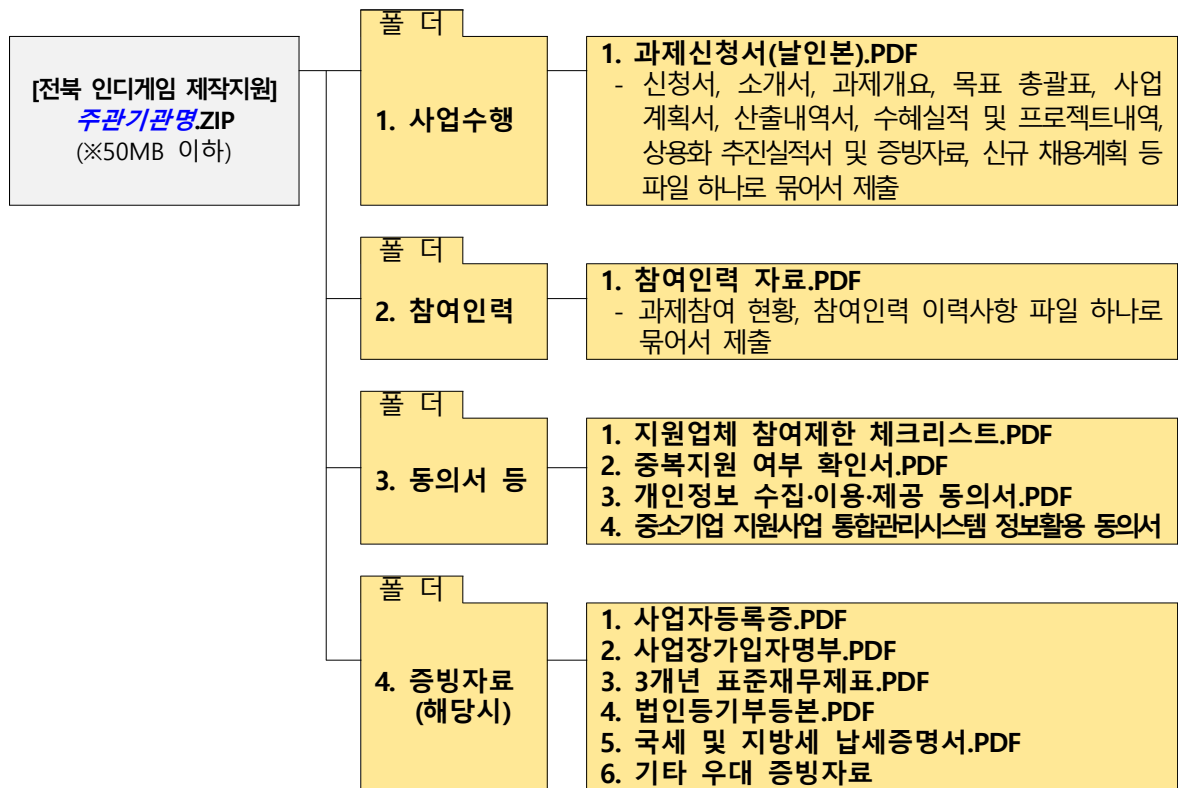 [전북 인디게임 제작지원]
주관기관명.ZIP
(※50MB 이하)
폴 더
1. 사업수행
1. 과제신청서(날인본).PDF
- 신청서, 소개서, 과제개요, 목표 총괄표, 사업
계획서, 산출내역서, 수혜실적 및 프로젝트내역,
상용화 추진실적서 및 증빙자료, 신규 채용계획 등
파일 하나로 묶어서 제출
폴 더
2. 참여인력
1. 참여인력 자료.PDF
- 과제참여 현황, 참여인력 이력사항 파일 하나로
묶어서 제출
폴 더
3. 동의서 등
1. 지원업체 참여제한 체크리스트.PDF
2. 중복지원 여부 확인서.PDF
3. 개인정보 수집·이용·제공 동의서.PDF
4. 중소기업 지원사업 통합관리시스템 정보활용 동의서
폴 더
4. 증빙자료
(해당시)
1. 사업자등록증.PDF
2. 사업장가입자명부.PDF
3. 3개년 표준재무제표.PDF
4. 법인등기부등본.PDF
5. 국세 및 지방세 납세증명서.PDF
6. 기타 우대 증빙자료